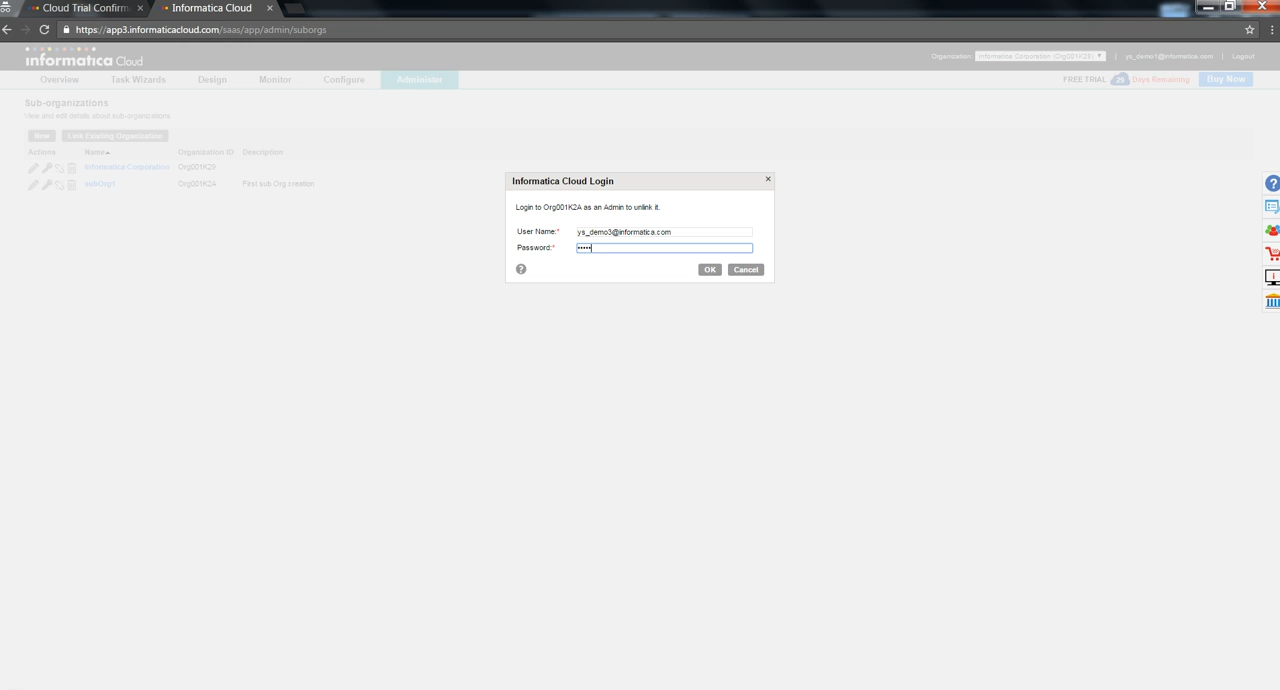 Cloud Trial Confirm
Informatica Cloud
https://app3.informaticacloud.com/saas/app/admin/suborgs
informatica Cloud
Organization: Informatica Corporation (Org001K29) | ys_demo1@informatica.com | Logout
Overview Task Wizards Design Monitor Configure Administer
FREE TRIAL 29 Days Remaining Buy Now
Sub-organizations
View and edit details about sub-organizations
New Link Existing Organization
Actions Name Organization ID Description
Informatica Corporation Org001K29
subOrg1 Org001K2A First sub Org creation
Informatica Cloud Login
Login to Org001K2A as an Admin to unlink it.
User Name:* ys_demo3@informatica.com
Password:* •••••
? OK Cancel